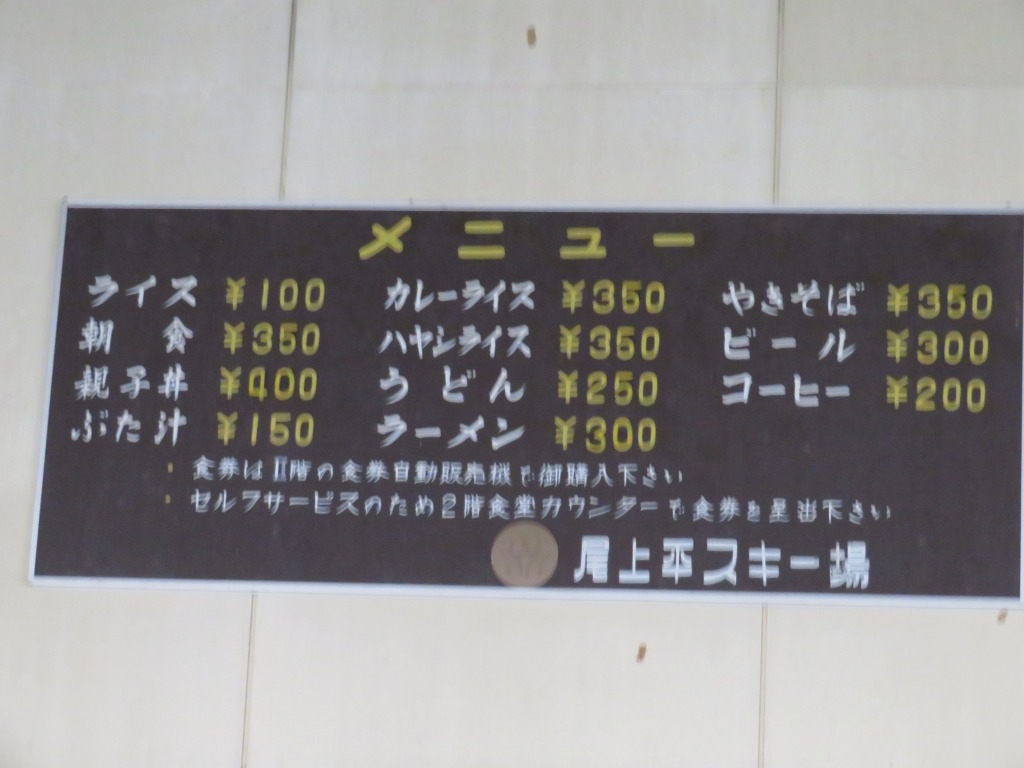 メニュー
ライス ¥100 カレーライス ¥350 やきそば ¥350
朝食 ¥350 ハヤシライス ¥350 ビール ¥300
親子丼 ¥400 うどん ¥250 コーヒー ¥200
ぶた汁 ¥150 ラーメン ¥300
・食券はⅡ階の食券自動販売機で御購入下さい
・セルフサービスのため2階食堂カウンターで食券を呈出下さい
尾上平スキー場